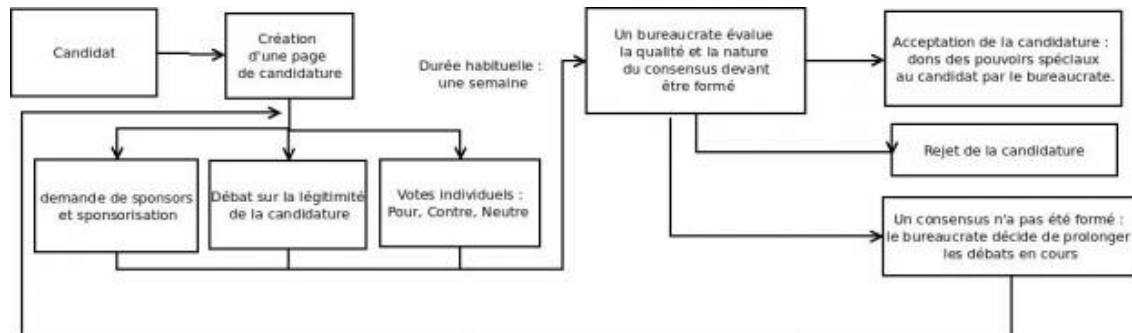 Candidat
Création
d'une page
de candidature
Durée habituelle :
une semaine
Un bureaucrate évalue
la qualité et la nature
du consensus devant
être formé
Acceptation de la candidature :
dons des pouvoirs spéciaux
au candidat par le bureaucrate.
Rejet de la candidature
demande de sponsors
et sponsorisation
Débat sur la légitimité
de la candidature
Votes individuels :
Pour, Contre, Neutre
Un consensus n'a pas été formé :
le bureaucrate décide de prolonger
les débats en cours